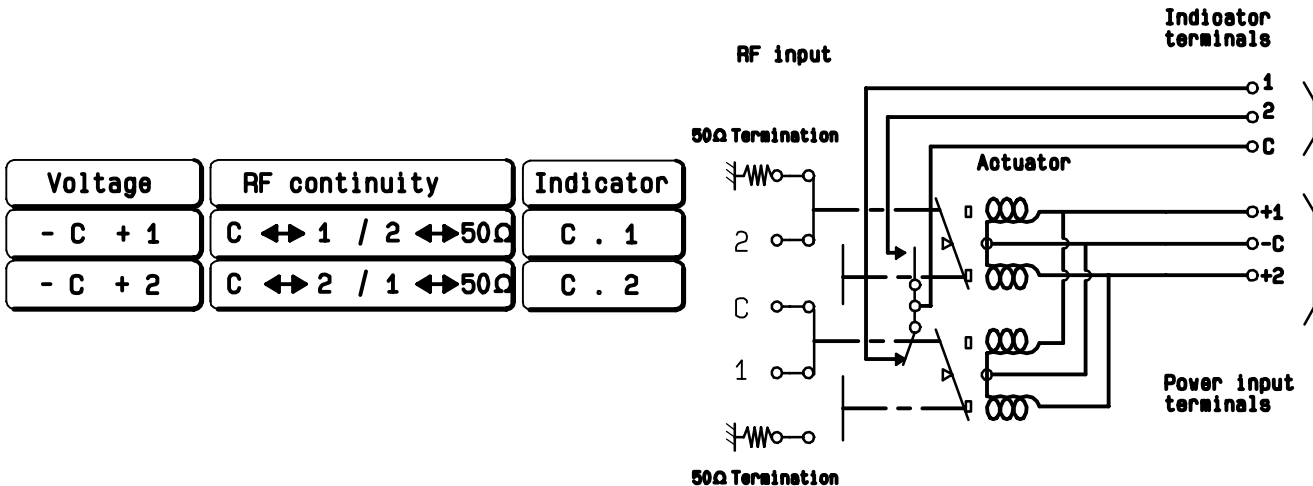 Voltage RF continuity Indicator
- C + 1 C ↔ 1 / 2 ↔ 50Ω C . 1
- C + 2 C ↔ 2 / 1 ↔ 50Ω C . 2
RF input
Indicator
terminals
1
2
C
50Ω Termination
Actuator
2
C
1
+1
-C
+2
Power input
terminals
50Ω Termination